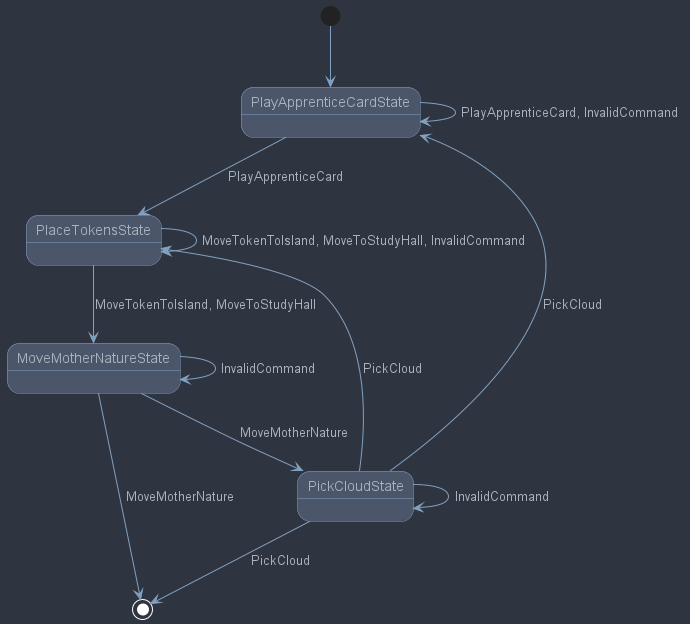 PlayApprenticeCardState
PlayApprenticeCard, InvalidCommand
PlayApprenticeCard
PlaceTokensState
MoveTokenToIsland, MoveToStudyHall, InvalidCommand
MoveTokenToIsland, MoveToStudyHall
PickCloud
MoveMotherNatureState
InvalidCommand
PickCloud
MoveMotherNature
PickCloudState
MoveMotherNature
InvalidCommand
PickCloud